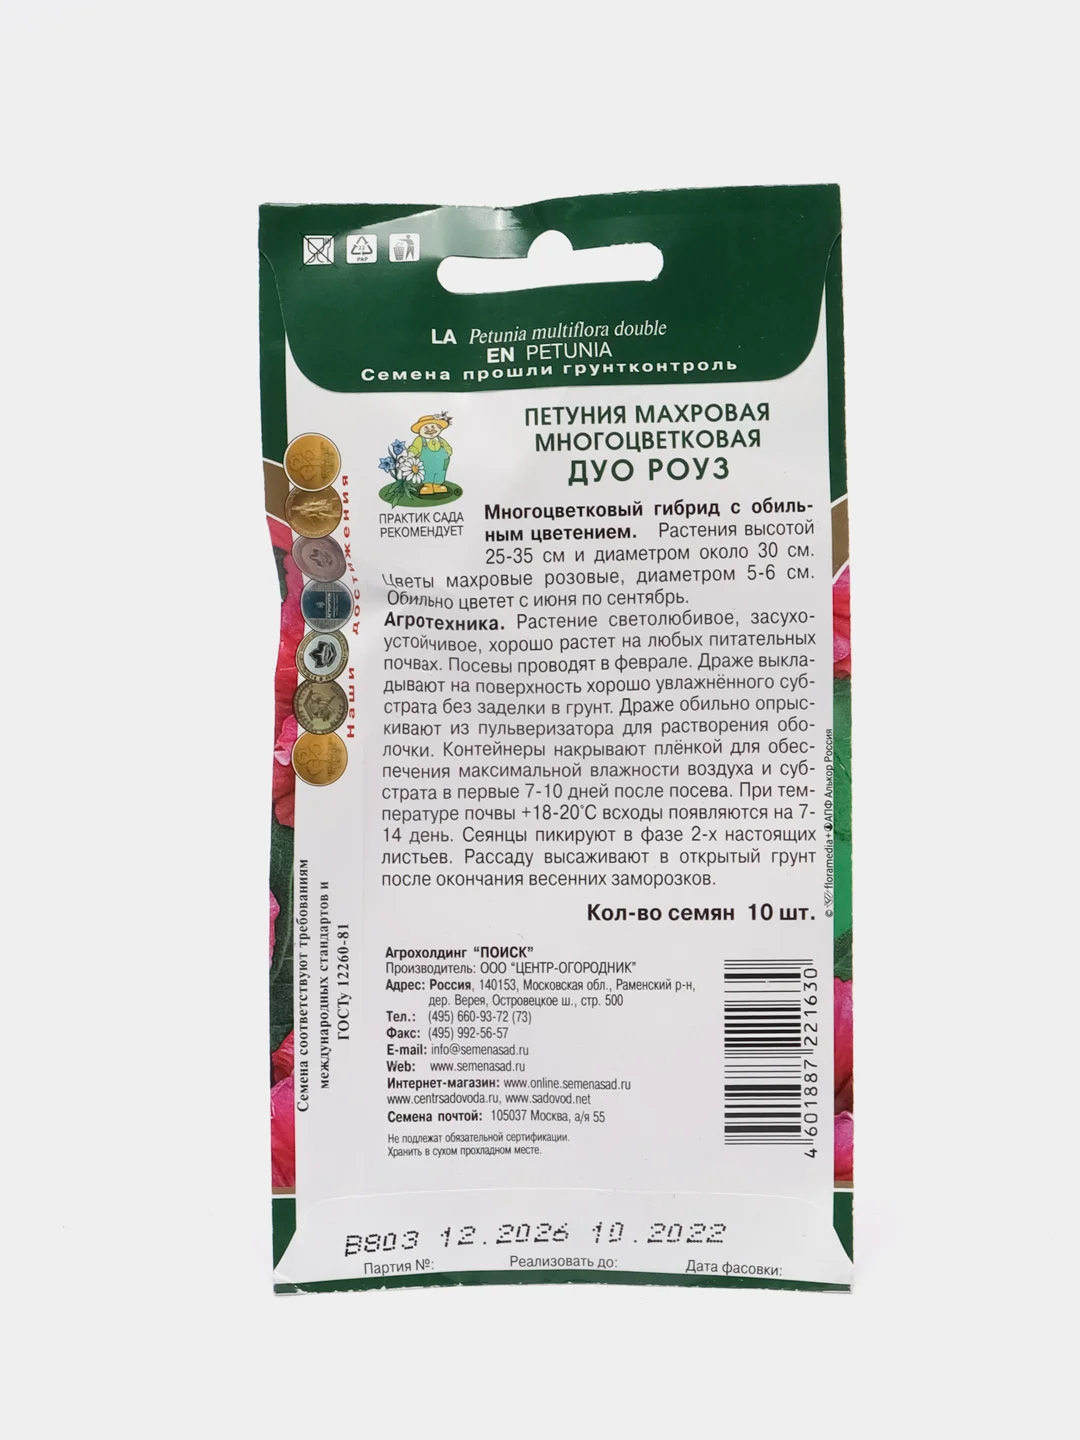 22
PAP
LA Petunia multiflora double
EN PETUNIA
Семена прошли грунтконтроль
ПЕТУНИЯ МАХРОВАЯ
МНОГОЦВЕТКОВАЯ
ДУО РОУЗ
ПРАКТИК САДА
РЕКОМЕНДУЕТ
Многоцветковый гибрид с обиль-
ным цветением. Растения высотой
25-35 см и диаметром около 30 см.
Цветы махровые розовые, диаметром 5-6 см.
Обильно цветет с июня по сентябрь.
Агротехника. Растение светолюбивое, засухо-
устойчивое, хорошо растет на любых питательных
почвах. Посевы проводят в феврале. Драже выкла-
дывают на поверхность хорошо увлажнённого суб-
страта без заделки в грунт. Драже обильно опрыс-
кивают из пульверизатора для растворения обо-
лочки. Контейнеры накрывают плёнкой для обес-
печения максимальной влажности воздуха и суб-
страта в первые 7-10 дней после посева. При тем-
пературе почвы +18-20°С всходы появляются на 7-
14 день. Сеянцы пикируют в фазе 2-х настоящих
листьев. Рассаду высаживают в открытый грунт
после окончания весенних заморозков.
Кол-во семян 10 шт.
Наши достижения
Семена соответствуют требованиям
международных стандартов и
ГОСТу 12260-81
© floramedia+ АПФ Алькор Россия
Агрохолдинг “ПОИСК”
Производитель: ООО “ЦЕНТР-ОГОРОДНИК”
Адрес: Россия, 140153, Московская обл., Раменский р-н,
дер. Верея, Островецкое ш., стр. 500
Тел.: (495) 660-93-72 (73)
Факс: (495) 992-56-57
E-mail: info@semenasad.ru
Web: www.semenasad.ru
Интернет-магазин: www.online.semenasad.ru
www.centrsadovoda.ru, www.sadovod.net
Семена почтой: 105037 Москва, а/я 55
Не подлежат обязательной сертификации.
Хранить в сухом прохладном месте.
4 601887 221630
B803 12.2026 10.2022
Партия №: Реализовать до: Дата фасовки: